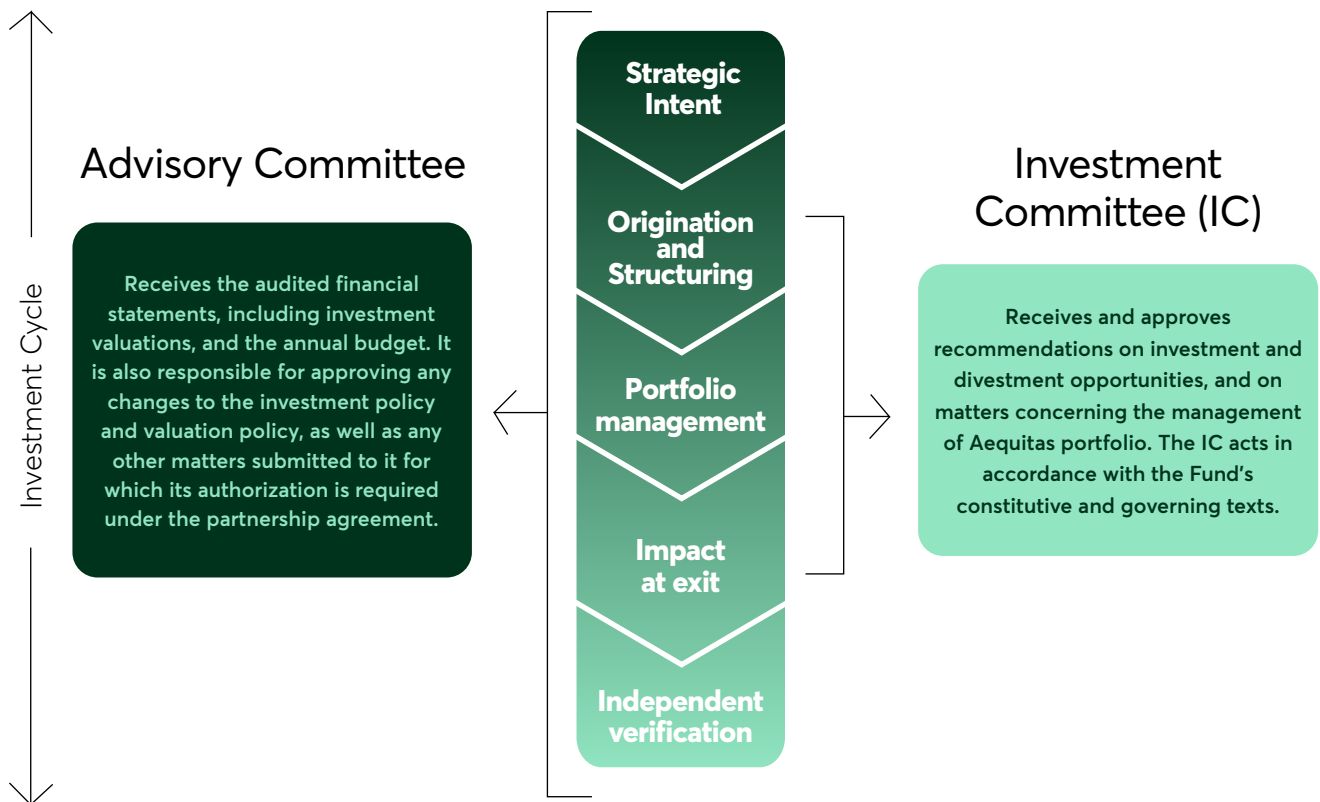 Investment Cycle
Advisory Committee
Receives the audited financial
statements, including investment
valuations, and the annual budget. It
is also responsible for approving any
changes to the investment policy
and valuation policy, as well as any
other matters submitted to it for
which its authorization is required
under the partnership agreement.
Strategic
Intent
Origination
and
Structuring
Portfolio
management
Impact
at exit
Independent
verification
Investment
Committee (IC)
Receives and approves
recommendations on investment and
divestment opportunities, and on
matters concerning the management
of Aequitas portfolio. The IC acts in
accordance with the Fund's
constitutive and governing texts.